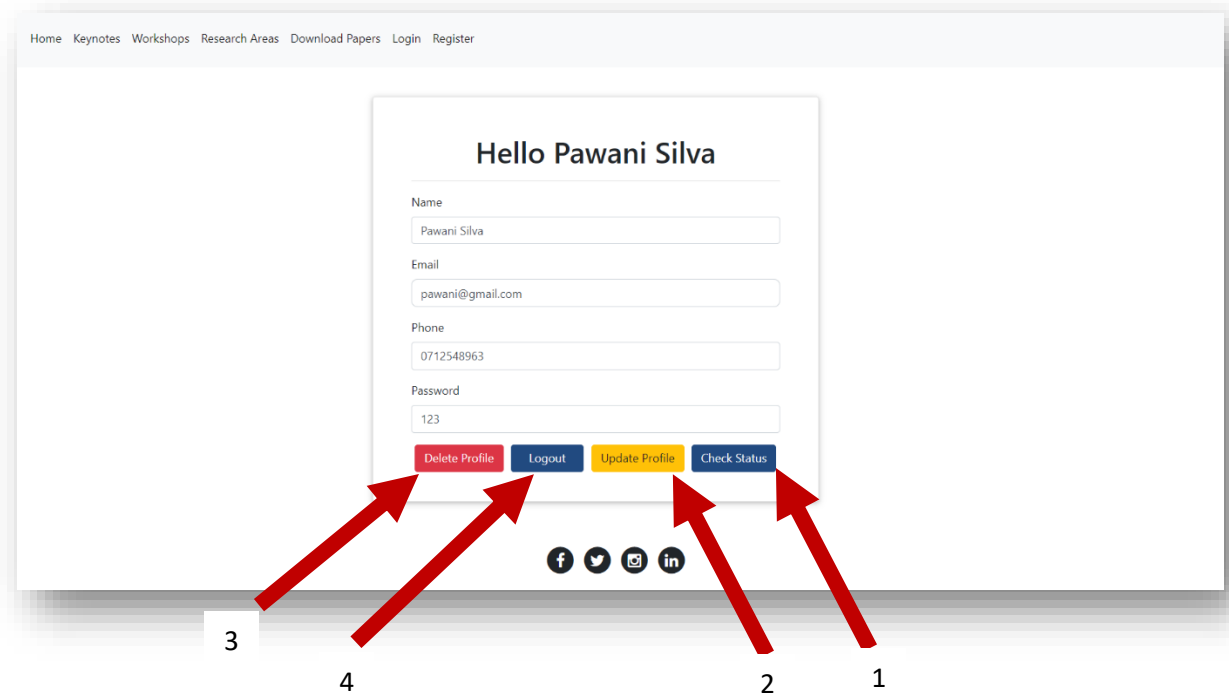 Home Keynotes Workshops Research Areas Download Papers Login Register
Hello Pawani Silva
Name
Pawani Silva
Email
pawani@gmail.com
Phone
0712548963
Password
123
Delete Profile Logout Update Profile Check Status
3
4
2
1